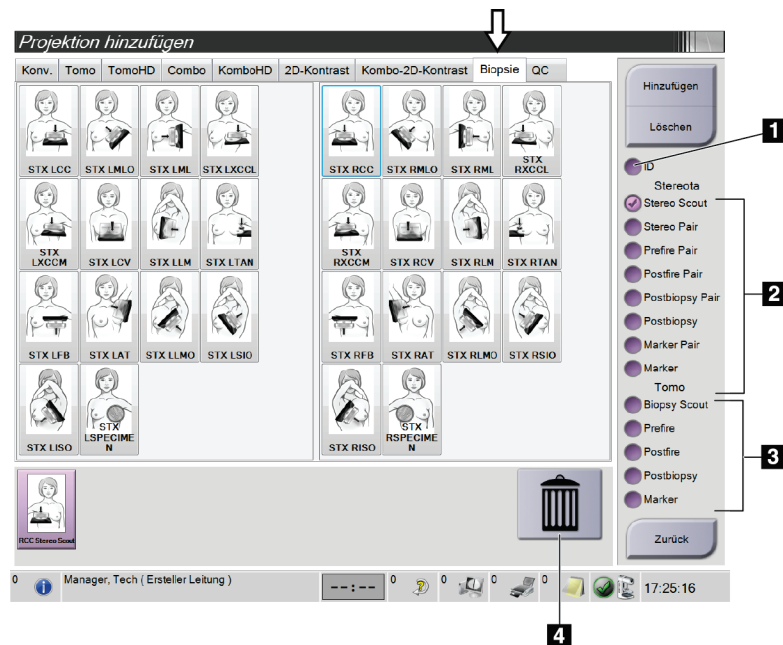 Projektion hinzufügen
Konv. Tomo TomoHD Combo KomboHD 2D-Kontrast Kombo-2D-Kontrast Biopsie QC
STX LCC STX LMLO STX LML STX LXCCL
STX RCC STX RMLO STX RML STX RXCCL
STX LXCCM STX LCV STX LLM STX LTAN
STX RXCCM STX RCV STX RLM STX RTAN
STX LFB STX LAT STX LLMO STX LSIO
STX RFB STX RAT STX RLMO STX RSIO
STX LISO STX LSPECIMEN
STX RISO STX RSPECIMEN
RCC Stereo Scout
Hinzufügen
Löschen
ID
Stereota
Stereo Scout
Stereo Pair
Prefire Pair
Postfire Pair
Postbiopsy Pair
Postbiopsy
Marker Pair
Marker
Tomo
Biopsy Scout
Prefire
Postfire
Postbiopsy
Marker
Zurück
1
2
3
4
0 Manager, Tech ( Ersteller Leitung ) --:-- 0 0 0 0 17:25:16